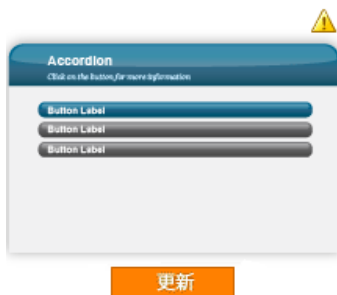 Accordion
Click on the button for more information
Button Label
Button Label
Button Label
更新